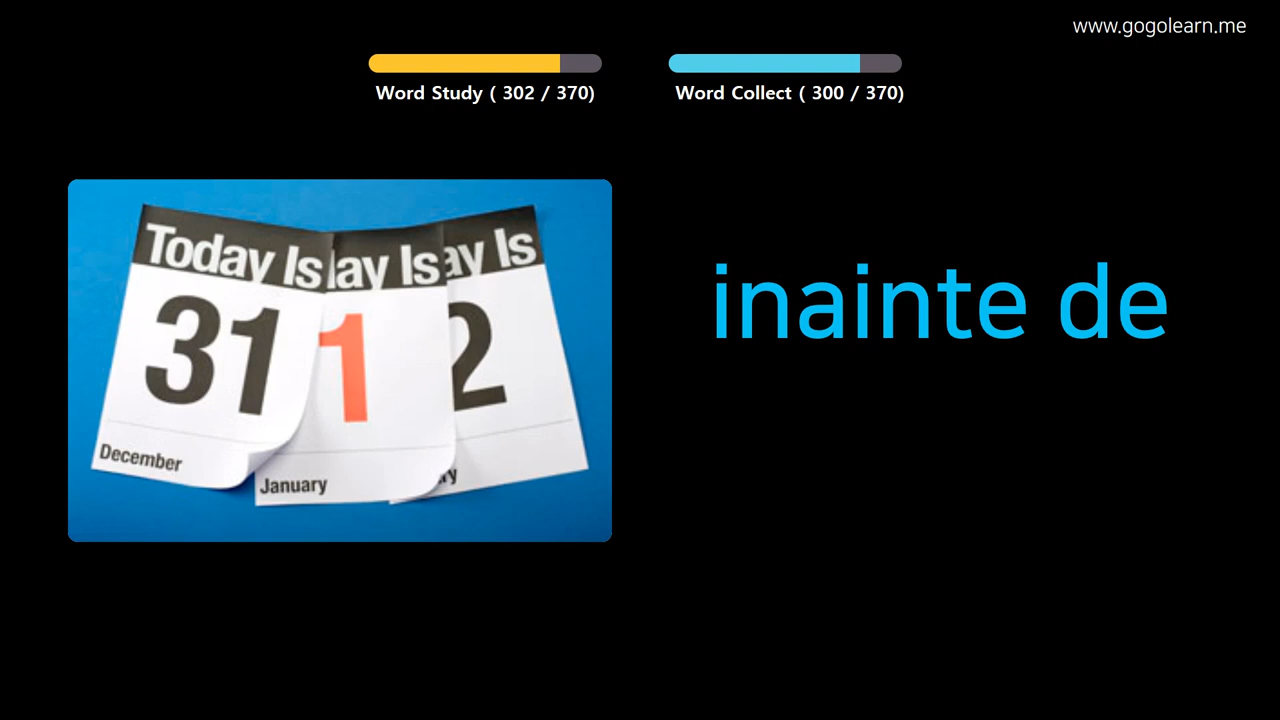 www.gogolearn.me
Word Study ( 302 / 370)
Word Collect ( 300 / 370)
Today Is
31
December
ay Is
1
January
ay Is
2
ry
inainte de